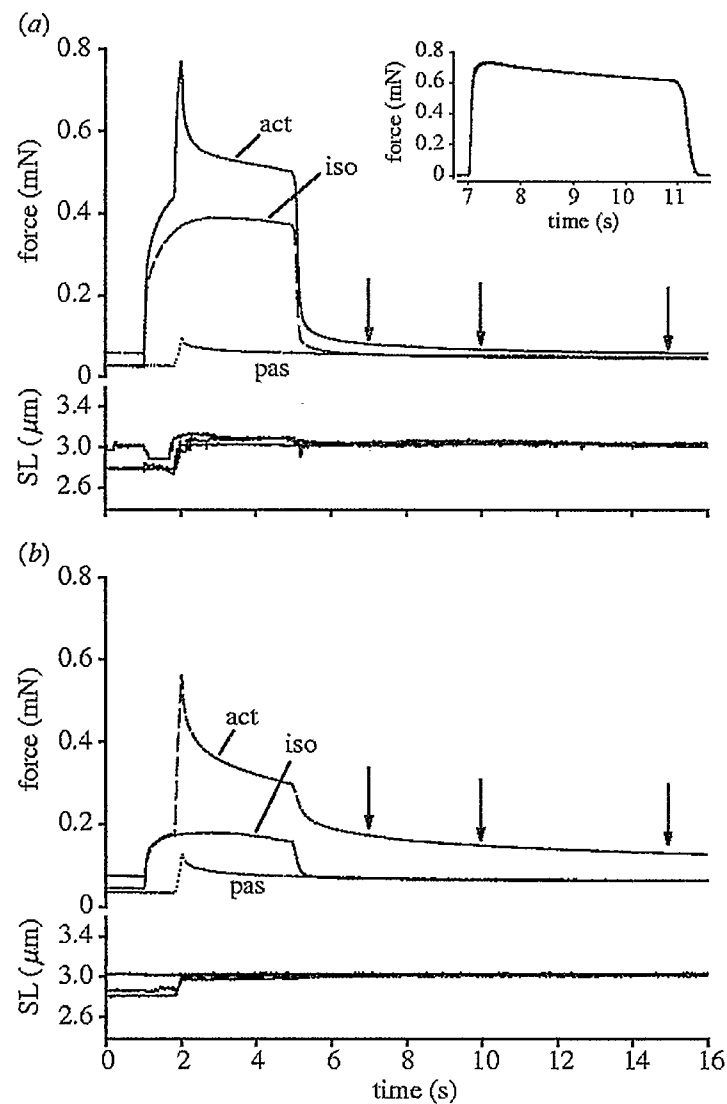 (a)
0.8
0.6
0.4
0.2
0
force (mN)
act
iso
pas
0.8
0.6
0.4
0.2
0
force (mN)
7 8 9 10 11
time (s)
3.4
3.0
2.6
SL (μm)
(b)
0.8
0.6
0.4
0.2
0
force (mN)
act
iso
pas
3.4
3.0
2.6
SL (μm)
0 2 4 6 8 10 12 14 16
time (s)